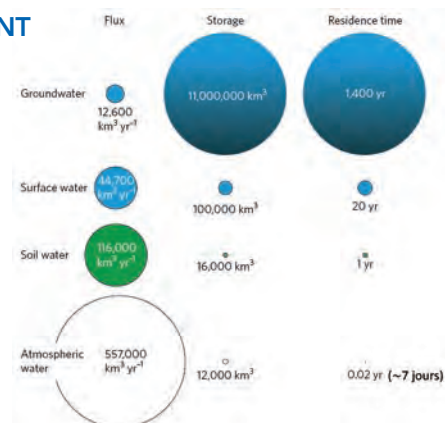 NT
Flux Storage Residence time
Groundwater
12,600
km³ yr⁻¹
11,000,000 km³
1,400 yr
Surface water
44,700
km³ yr⁻¹
100,000 km³
20 yr
Soil water
116,000
km³ yr⁻¹
16,000 km³
1 yr
Atmospheric
water
557,000
km³ yr⁻¹
12,000 km³
0.02 yr (~7 jours)